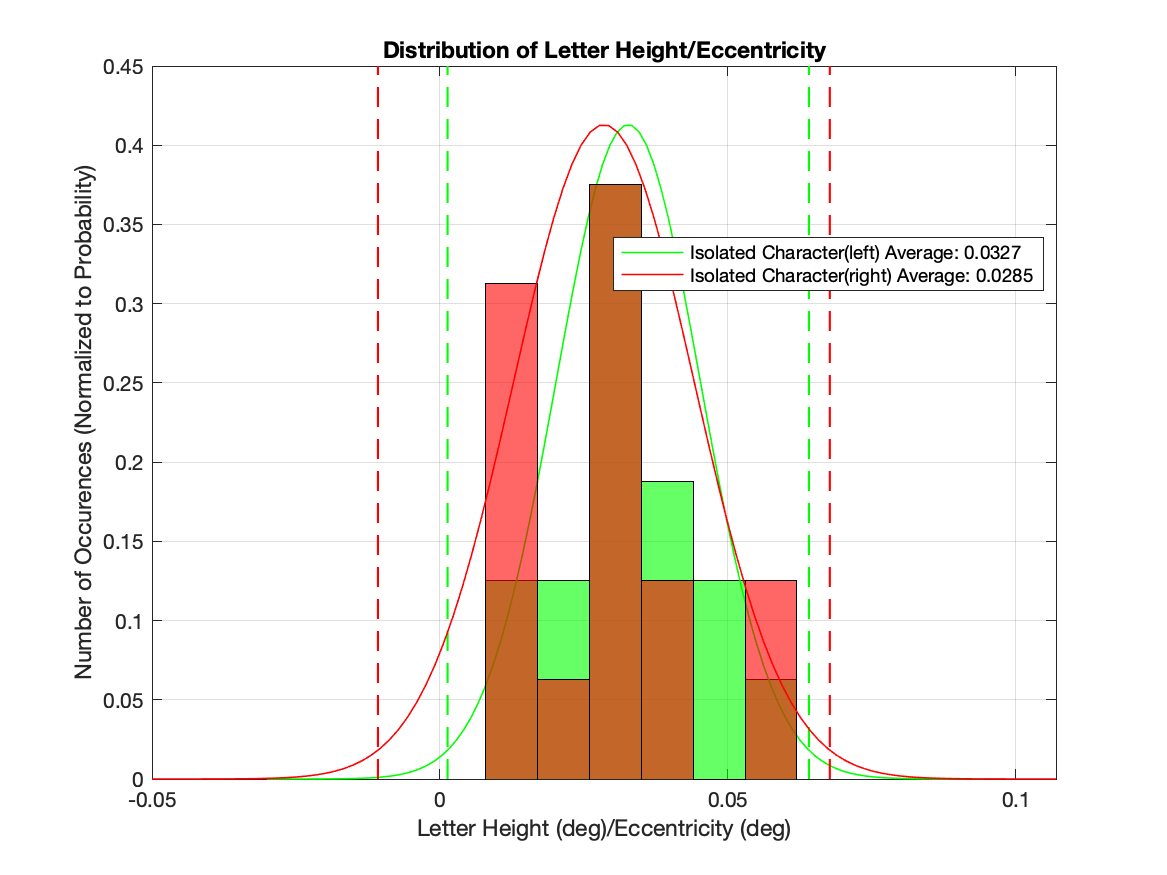 Distribution of Letter Height/Eccentricity
0.45
0.4
0.35
0.3
0.25
0.2
0.15
0.1
0.05
0
Number of Occurences (Normalized to Probability)
Isolated Character(left) Average: 0.0327
Isolated Character(right) Average: 0.0285
-0.05 0 0.05 0.1
Letter Height (deg)/Eccentricity (deg)